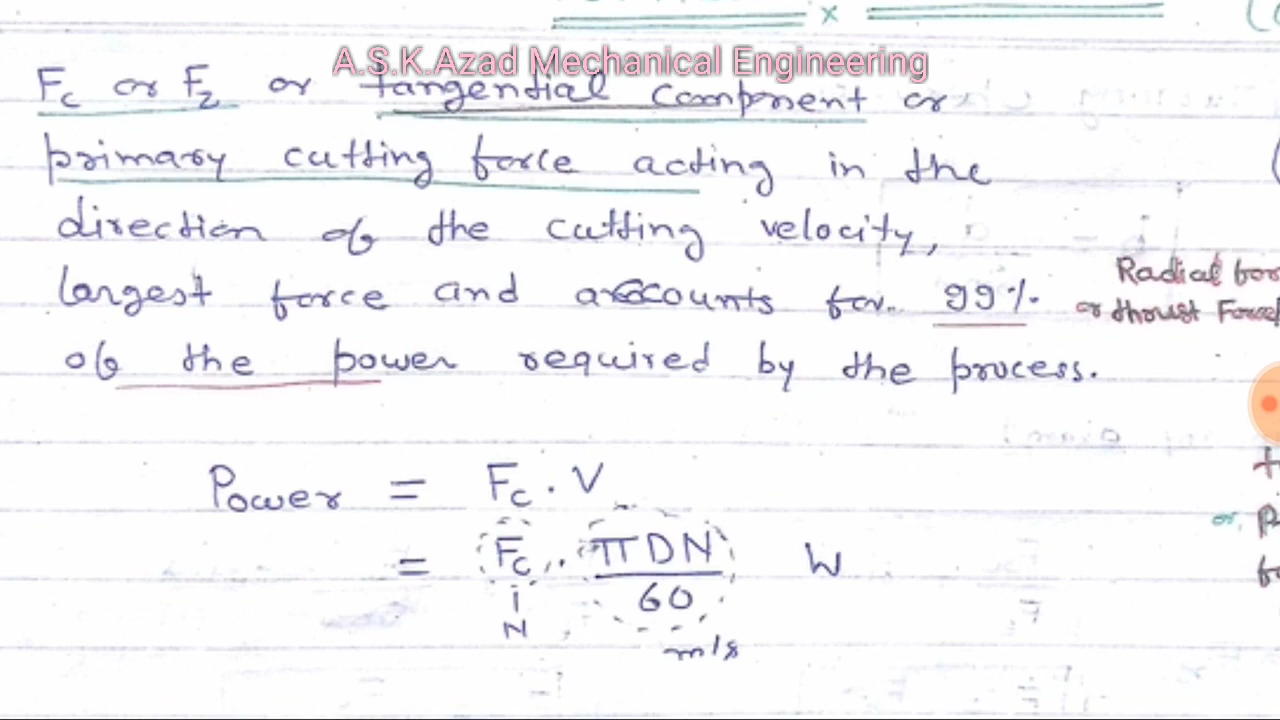 A.S.K.Azad Mechanical Engineering
Fc or Fz or tangential component or
primary cutting force acting in the
direction of the cutting velocity,
largest force and accounts for 99%
of the power required by the process.
Radial
or thrust Force
Power = Fc . V
= Fc . πDN W
60
N
m/s
or